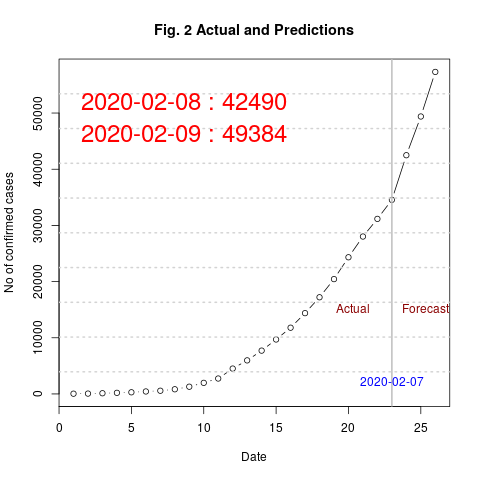 Fig. 2 Actual and Predictions
2020-02-08 : 42490
2020-02-09 : 49384
No of confirmed cases
50000
40000
30000
20000
10000
0
Actual
Forecast
2020-02-07
0 5 10 15 20 25
Date